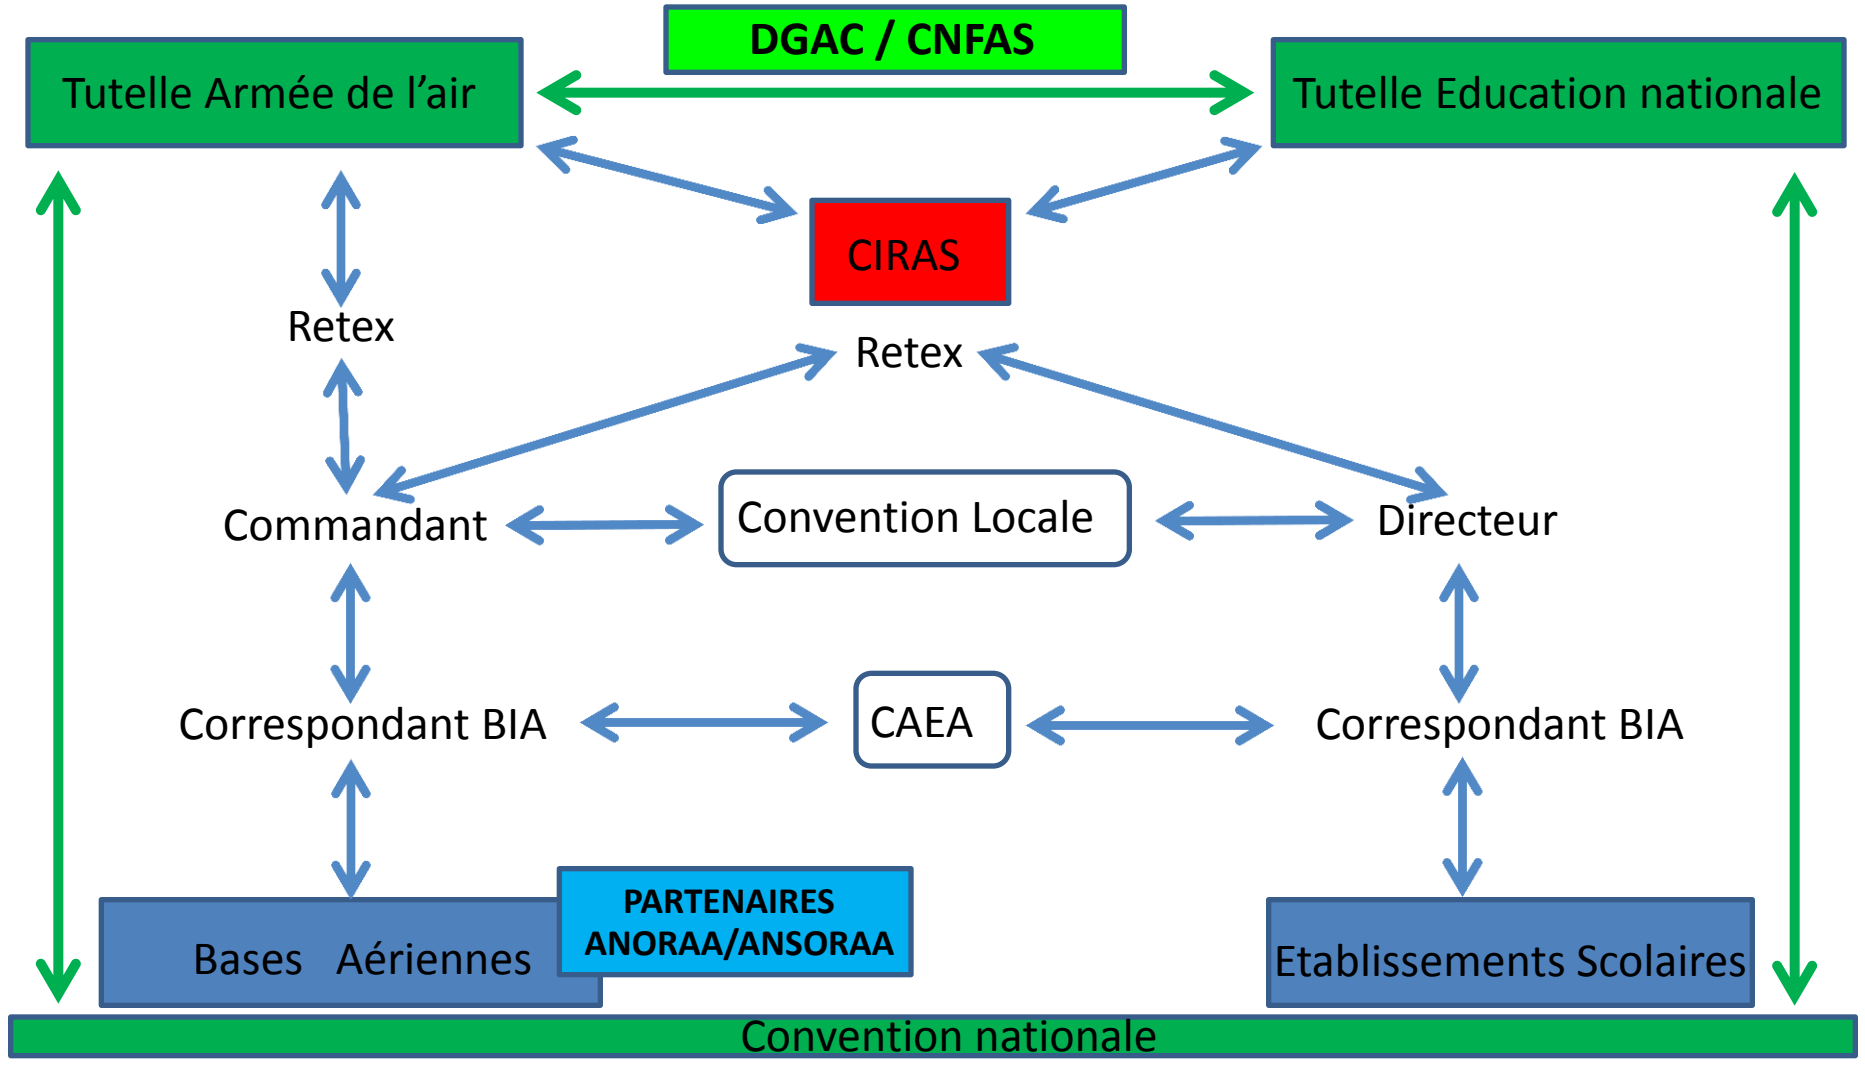 DGAC / CNFAS
Tutelle Armée de l’air
Tutelle Education nationale
CIRAS
Retex
Retex
Convention Locale
Commandant
Directeur
Correspondant BIA
CAEA
Correspondant BIA
PARTENAIRES
ANORAA/ANSORAA
Bases Aériennes
Etablissements Scolaires
Convention nationale